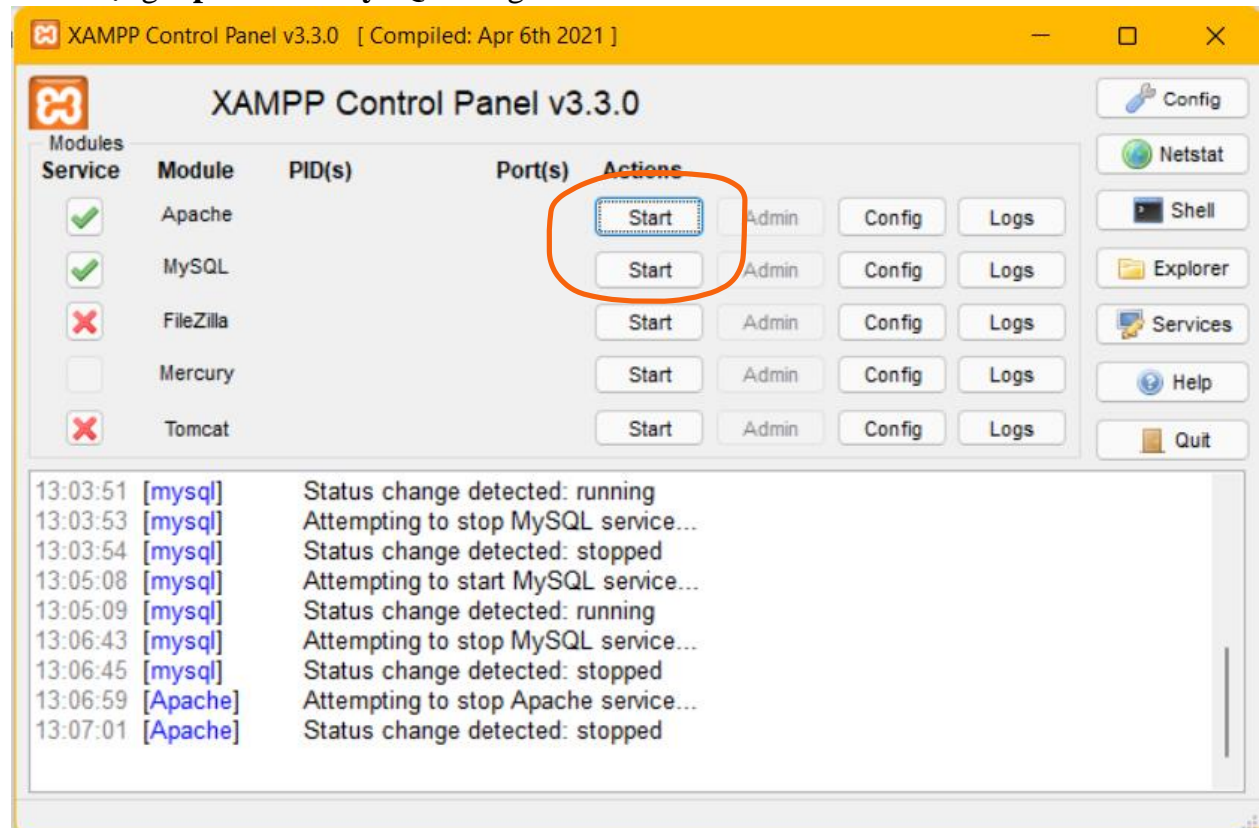 XAMPP Control Panel v3.3.0 [ Compiled: Apr 6th 2021 ]
XAMPP Control Panel v3.3.0
Config
Modules
Service Module PID(s) Port(s) Actions
Netstat
Apache Start Admin Config Logs
Shell
MySQL Start Admin Config Logs
Explorer
FileZilla Start Admin Config Logs
Services
Mercury Start Admin Config Logs
Help
Tomcat Start Admin Config Logs
Quit
13:03:51 [mysql] Status change detected: running
13:03:53 [mysql] Attempting to stop MySQL service...
13:03:54 [mysql] Status change detected: stopped
13:05:08 [mysql] Attempting to start MySQL service...
13:05:09 [mysql] Status change detected: running
13:06:43 [mysql] Attempting to stop MySQL service...
13:06:45 [mysql] Status change detected: stopped
13:06:59 [Apache] Attempting to stop Apache service...
13:07:01 [Apache] Status change detected: stopped